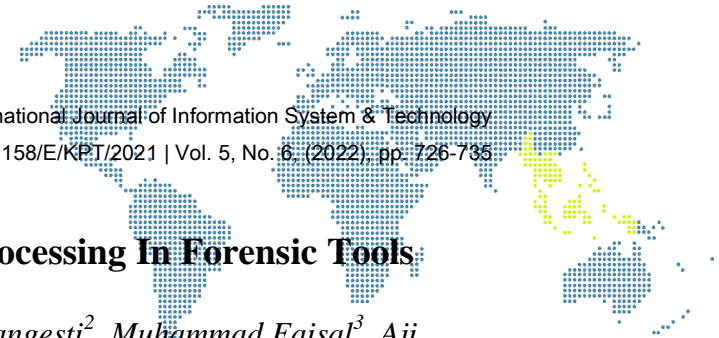 national Journal of Information System & Technology
158/E/KPT/2021 | Vol. 5, No. 6, (2022), pp. 726-735
ocessing In Forensic Tools
angesti², Muhammad Faisal³, Aji